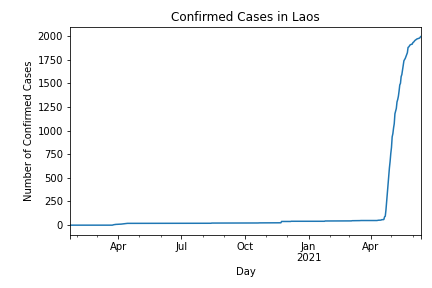 Confirmed Cases in Laos
2000
1750
1500
1250
1000
750
500
250
0
Number of Confirmed Cases
Apr Jul Oct Jan Apr
2021
Day